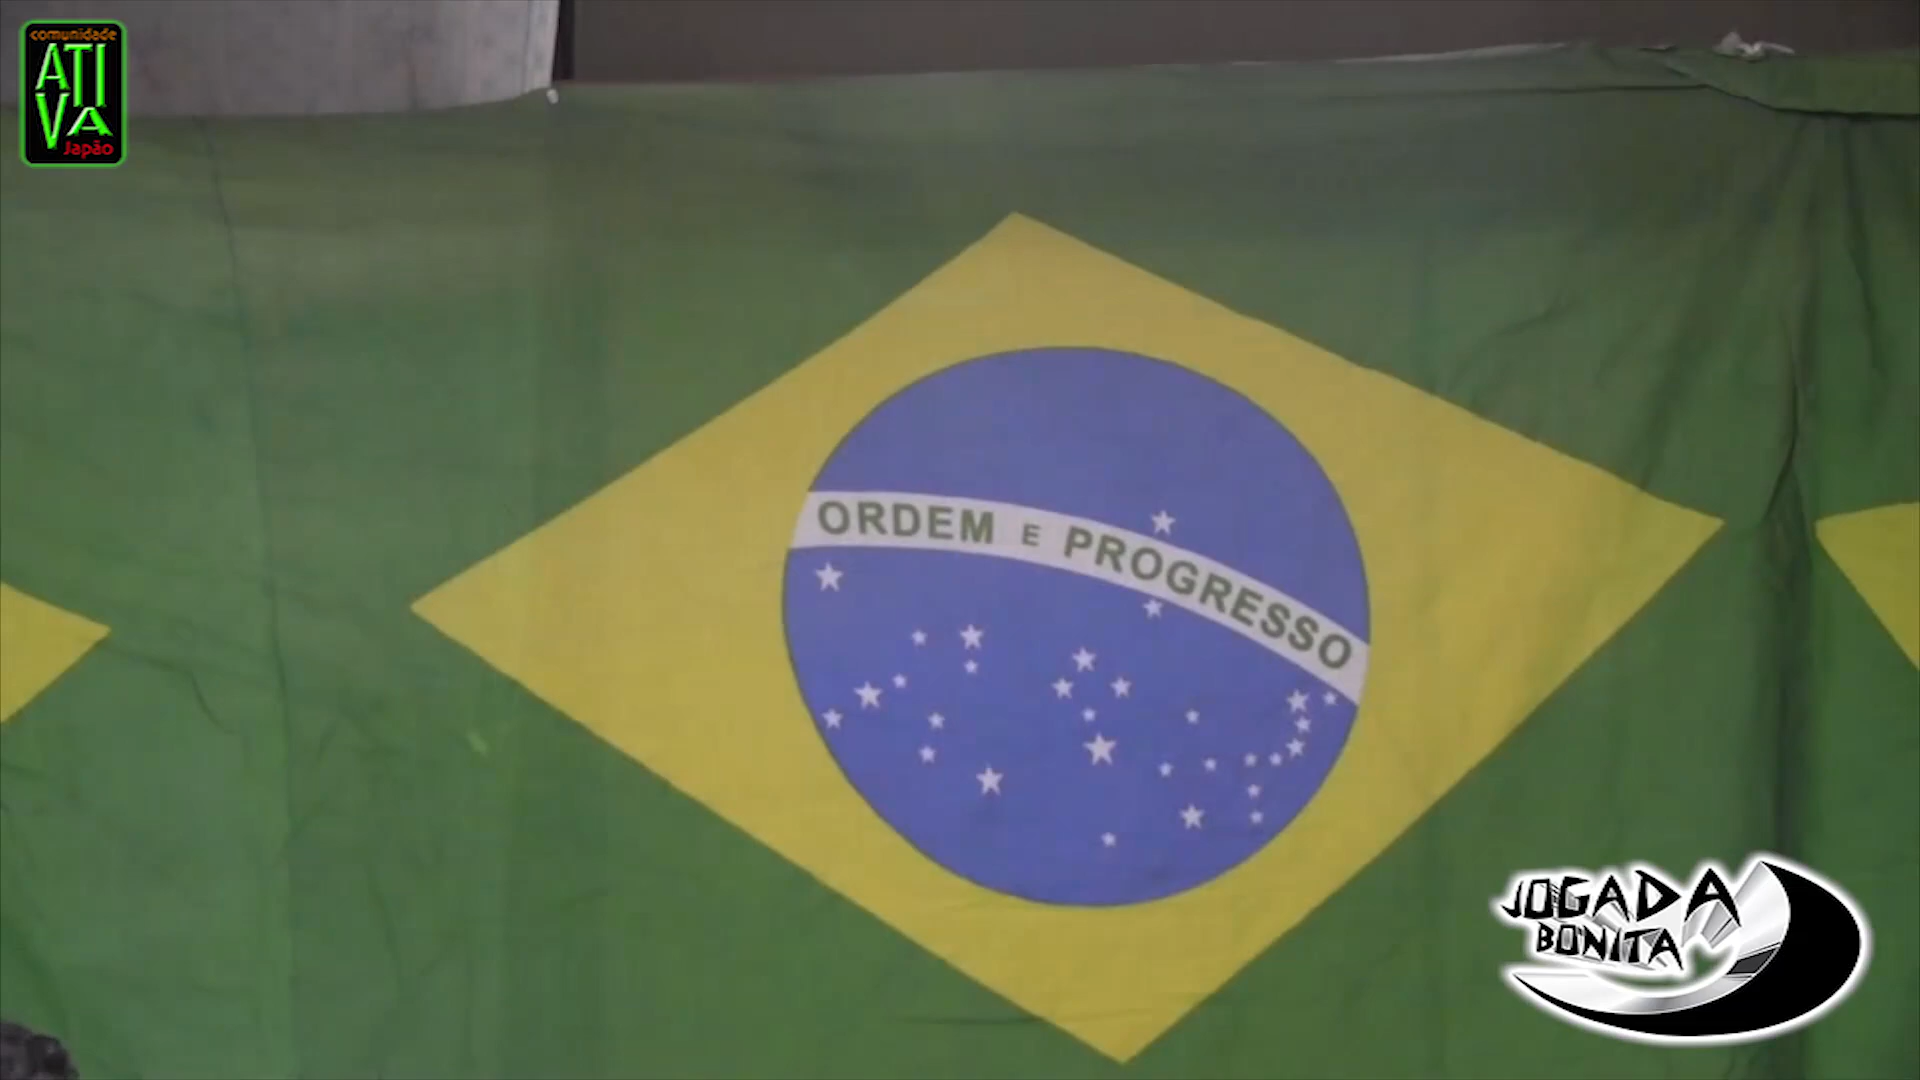 comunidade
ATI
VA
Japão
ORDEM E PROGRESSO
JOGADA
BONITA